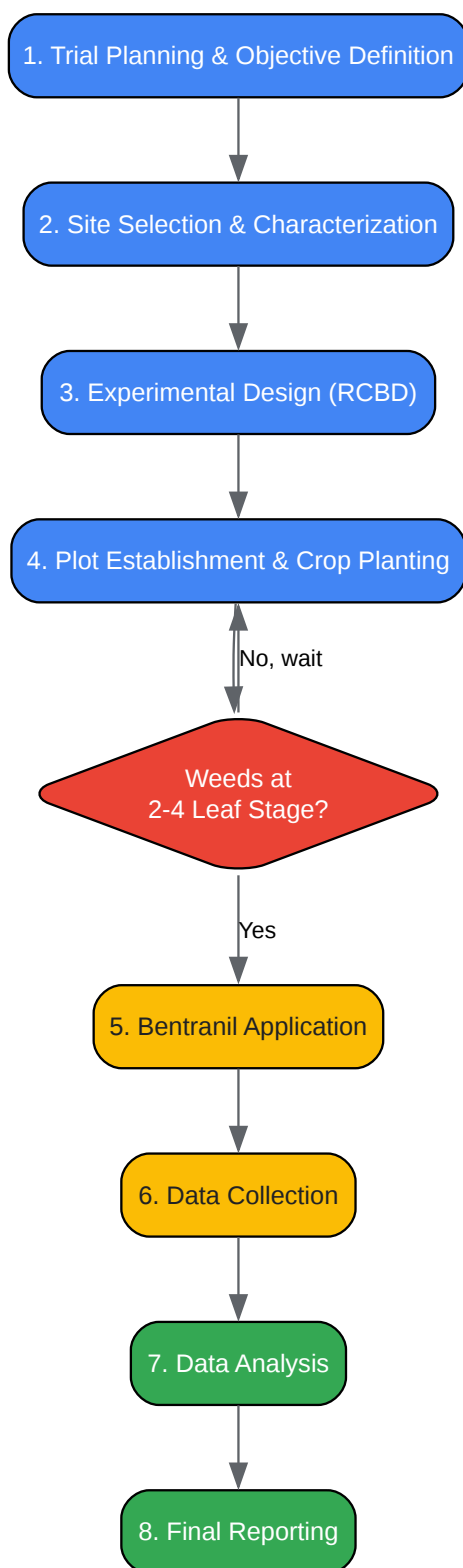 1. Trial Planning & Objective Definition
2. Site Selection & Characterization
3. Experimental Design (RCBD)
4. Plot Establishment & Crop Planting
No, wait
Weeds at
2-4 Leaf Stage?
Yes
5. Bentranil Application
6. Data Collection
7. Data Analysis
8. Final Reporting